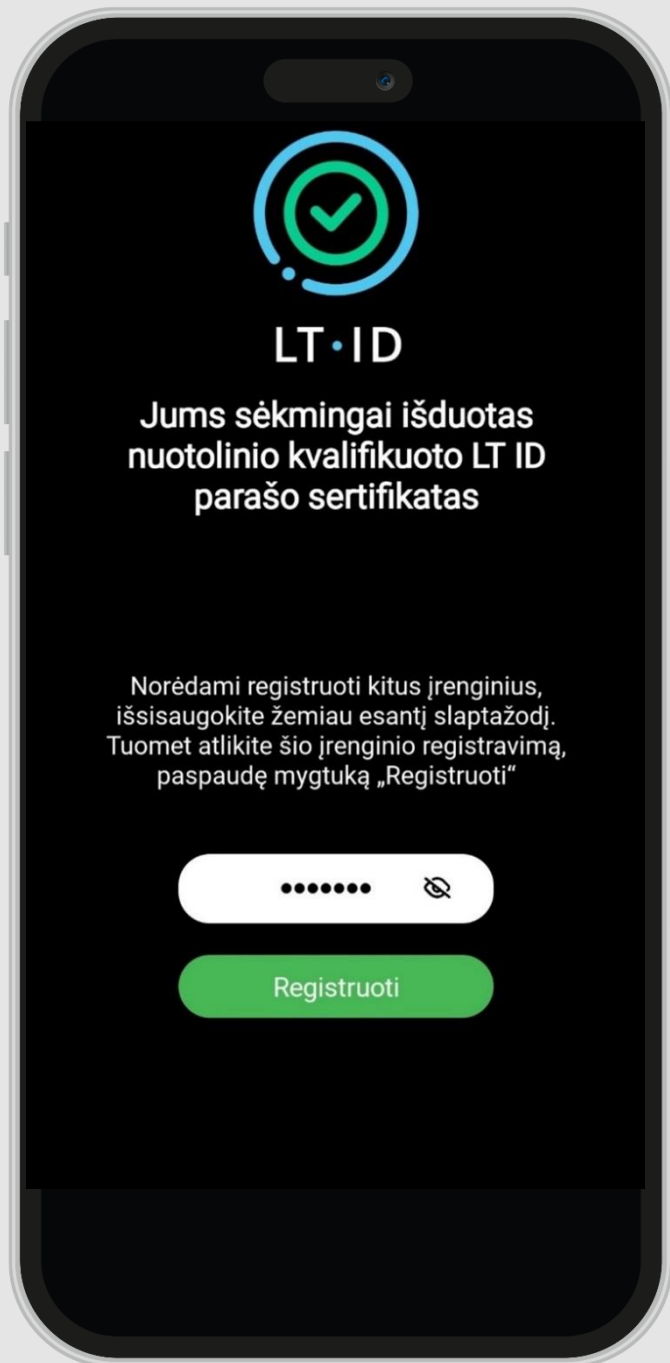 LT·ID
Jums sėkmingai išduotas
nuotolinio kvalifikuoto LT ID
parašo sertifikatas
Norėdami registruoti kitus įrenginius,
išsisaugokite žemiau esantį slaptažodį.
Tuomet atlikite šio įrenginio registravimą,
paspaudę mygtuką „Registruoti“
•••••••
Registruoti